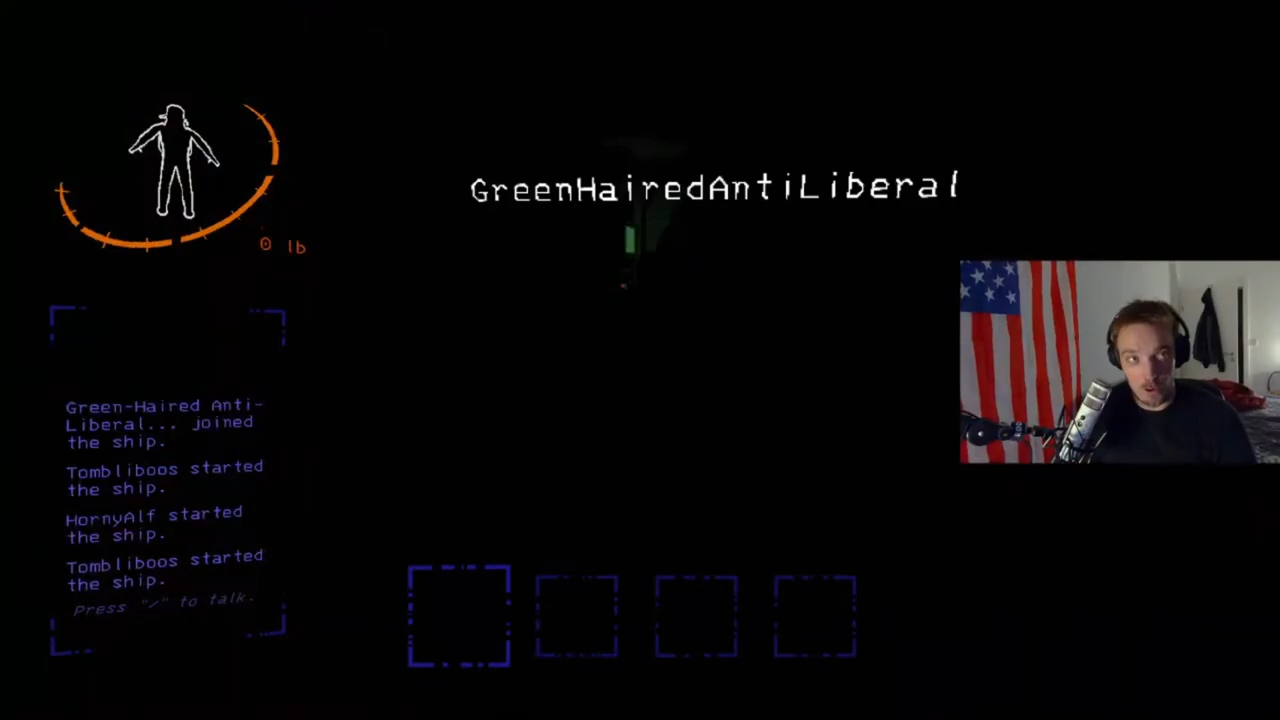 GreenHairedAntiLiberal
0 lb
Green-Haired Anti-
Liberal... joined
the ship.
Tombliboos started
the ship.
HornyAlf started
the ship.
Tombliboos started
the ship.
Press "/" to talk.